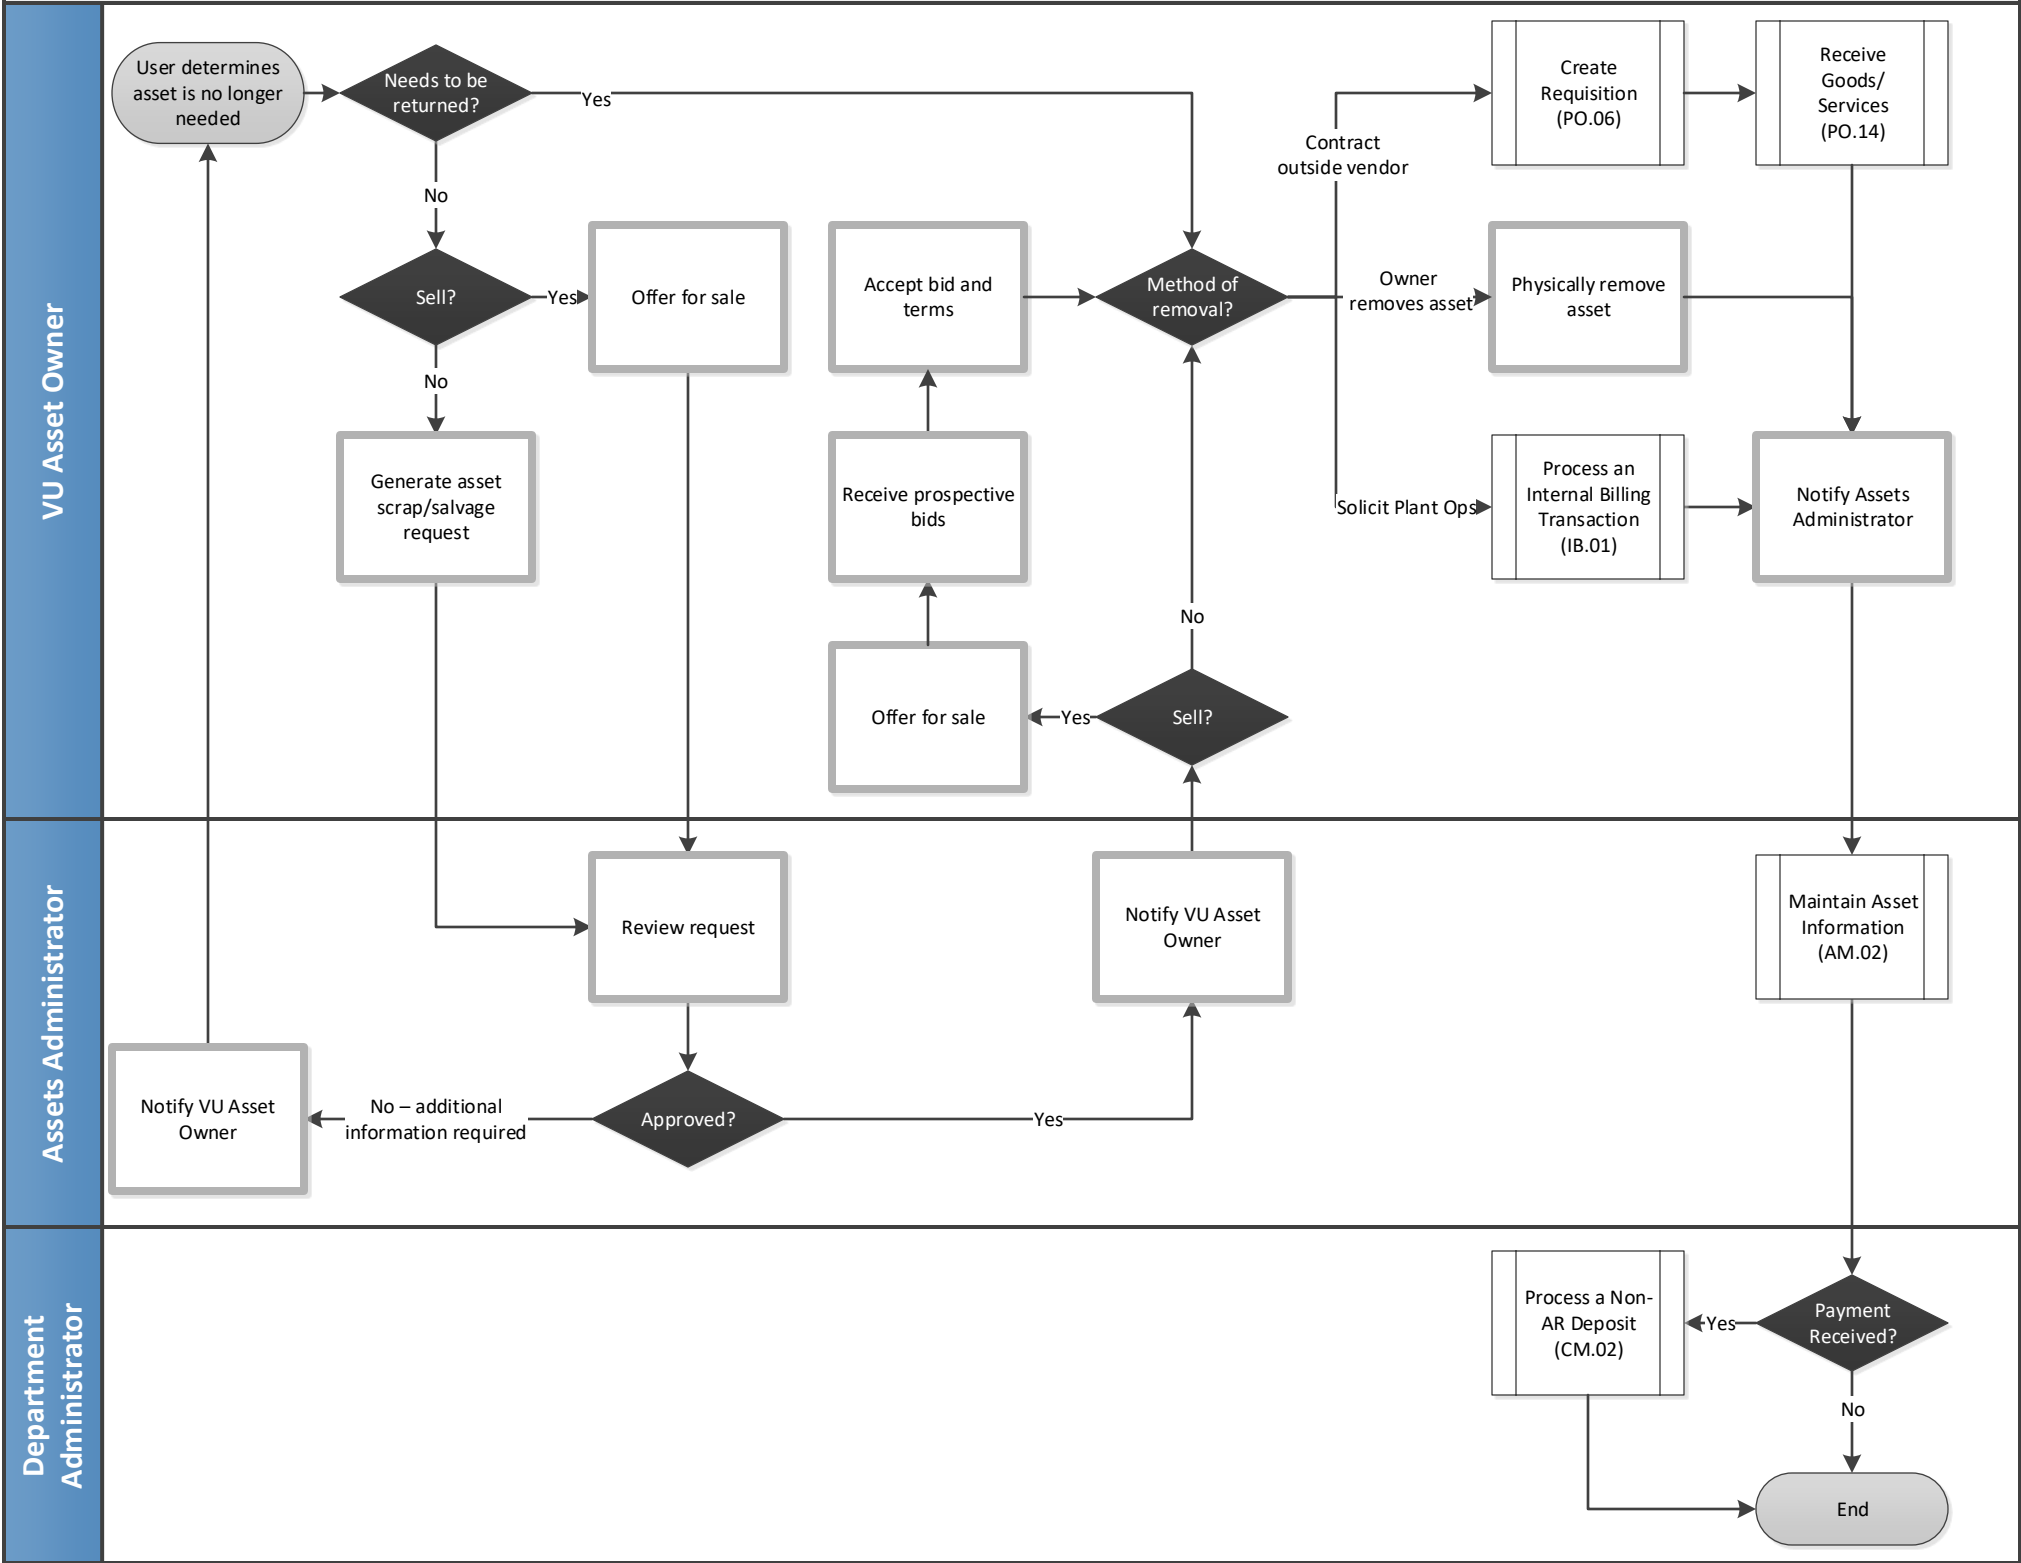 VU Asset Owner
User determines
asset is no longer
needed
Needs to be
returned?
Yes
No
Sell?
Yes
Offer for sale
No
Generate asset
scrap/salvage
request
Accept bid and
terms
Receive prospective
bids
Offer for sale
Yes
Sell?
No
Method of
removal?
Contract
outside vendor
Owner
removes asset
Solicit Plant Ops
Create
Requisition
(PO.06)
Receive
Goods/
Services
(PO.14)
Physically remove
asset
Process an
Internal Billing
Transaction
(IB.01)
Notify Assets
Administrator
Assets Administrator
Notify VU Asset
Owner
No – additional
information required
Review request
Approved?
Yes
Notify VU Asset
Owner
Maintain Asset
Information
(AM.02)
Department
Administrator
Process a Non-
AR Deposit
(CM.02)
Yes
Payment
Received?
No
End